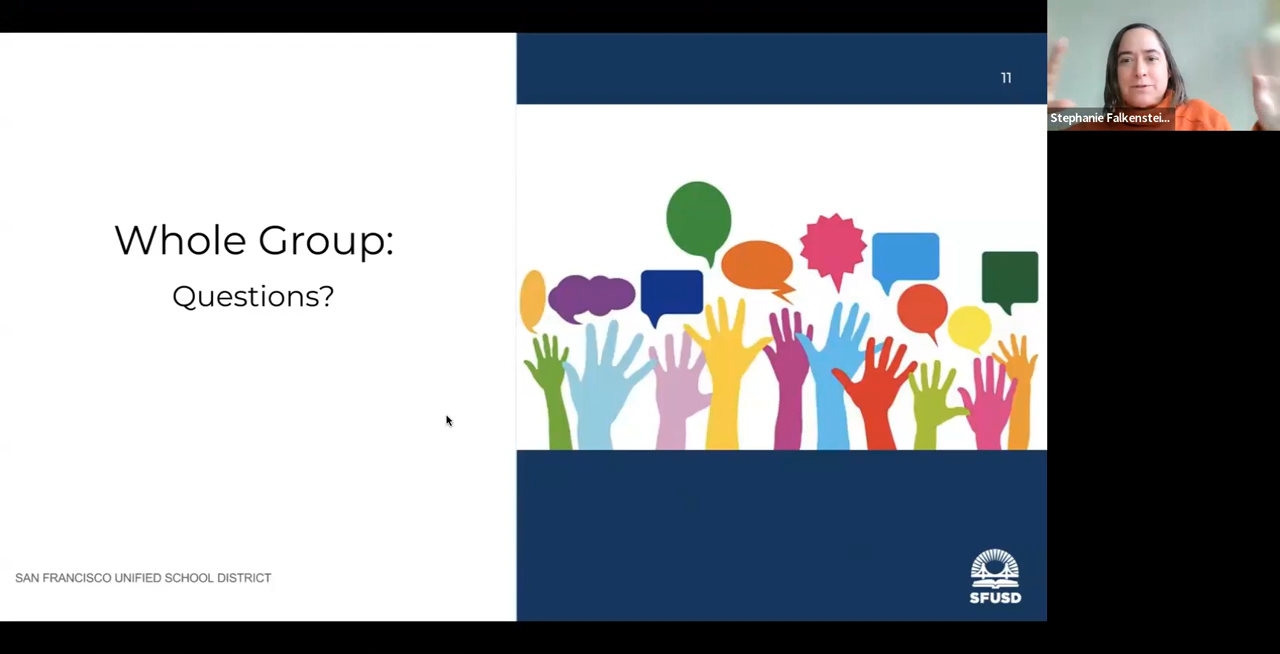 Whole Group:
Questions?
SAN FRANCISCO UNIFIED SCHOOL DISTRICT
11
SFUSD
Stephanie Falkenstei...